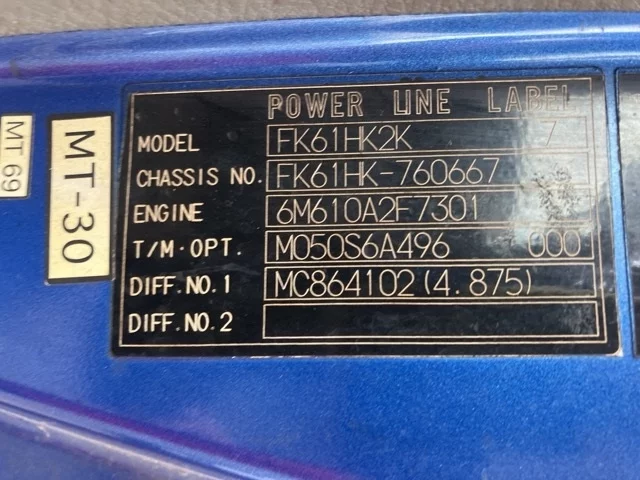 POWER LINE LABEL
MODEL FK61HK2K 7
CHASSIS NO. FK61HK-760667
ENGINE 6M610A2F7301
T/M·OPT. M050S6A496 000
DIFF.NO.1 MC864102(4.875)
DIFF.NO.2
MT-30
MT 69